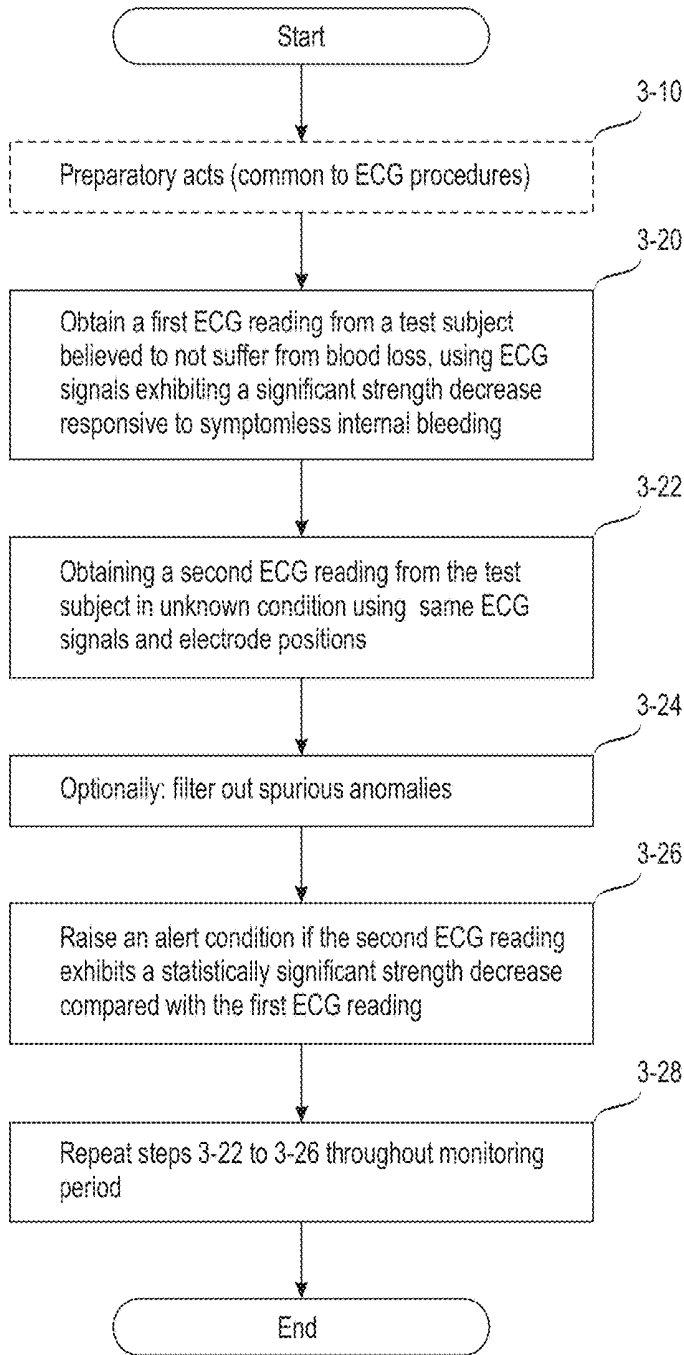 Start
3-10
Preparatory acts (common to ECG procedures)
3-20
Obtain a first ECG reading from a test subject
believed to not suffer from blood loss, using ECG
signals exhibiting a significant strength decrease
responsive to symptomless internal bleeding
3-22
Obtaining a second ECG reading from the test
subject in unknown condition using same ECG
signals and electrode positions
3-24
Optionally: filter out spurious anomalies
3-26
Raise an alert condition if the second ECG reading
exhibits a statistically significant strength decrease
compared with the first ECG reading
3-28
Repeat steps 3-22 to 3-26 throughout monitoring
period
End